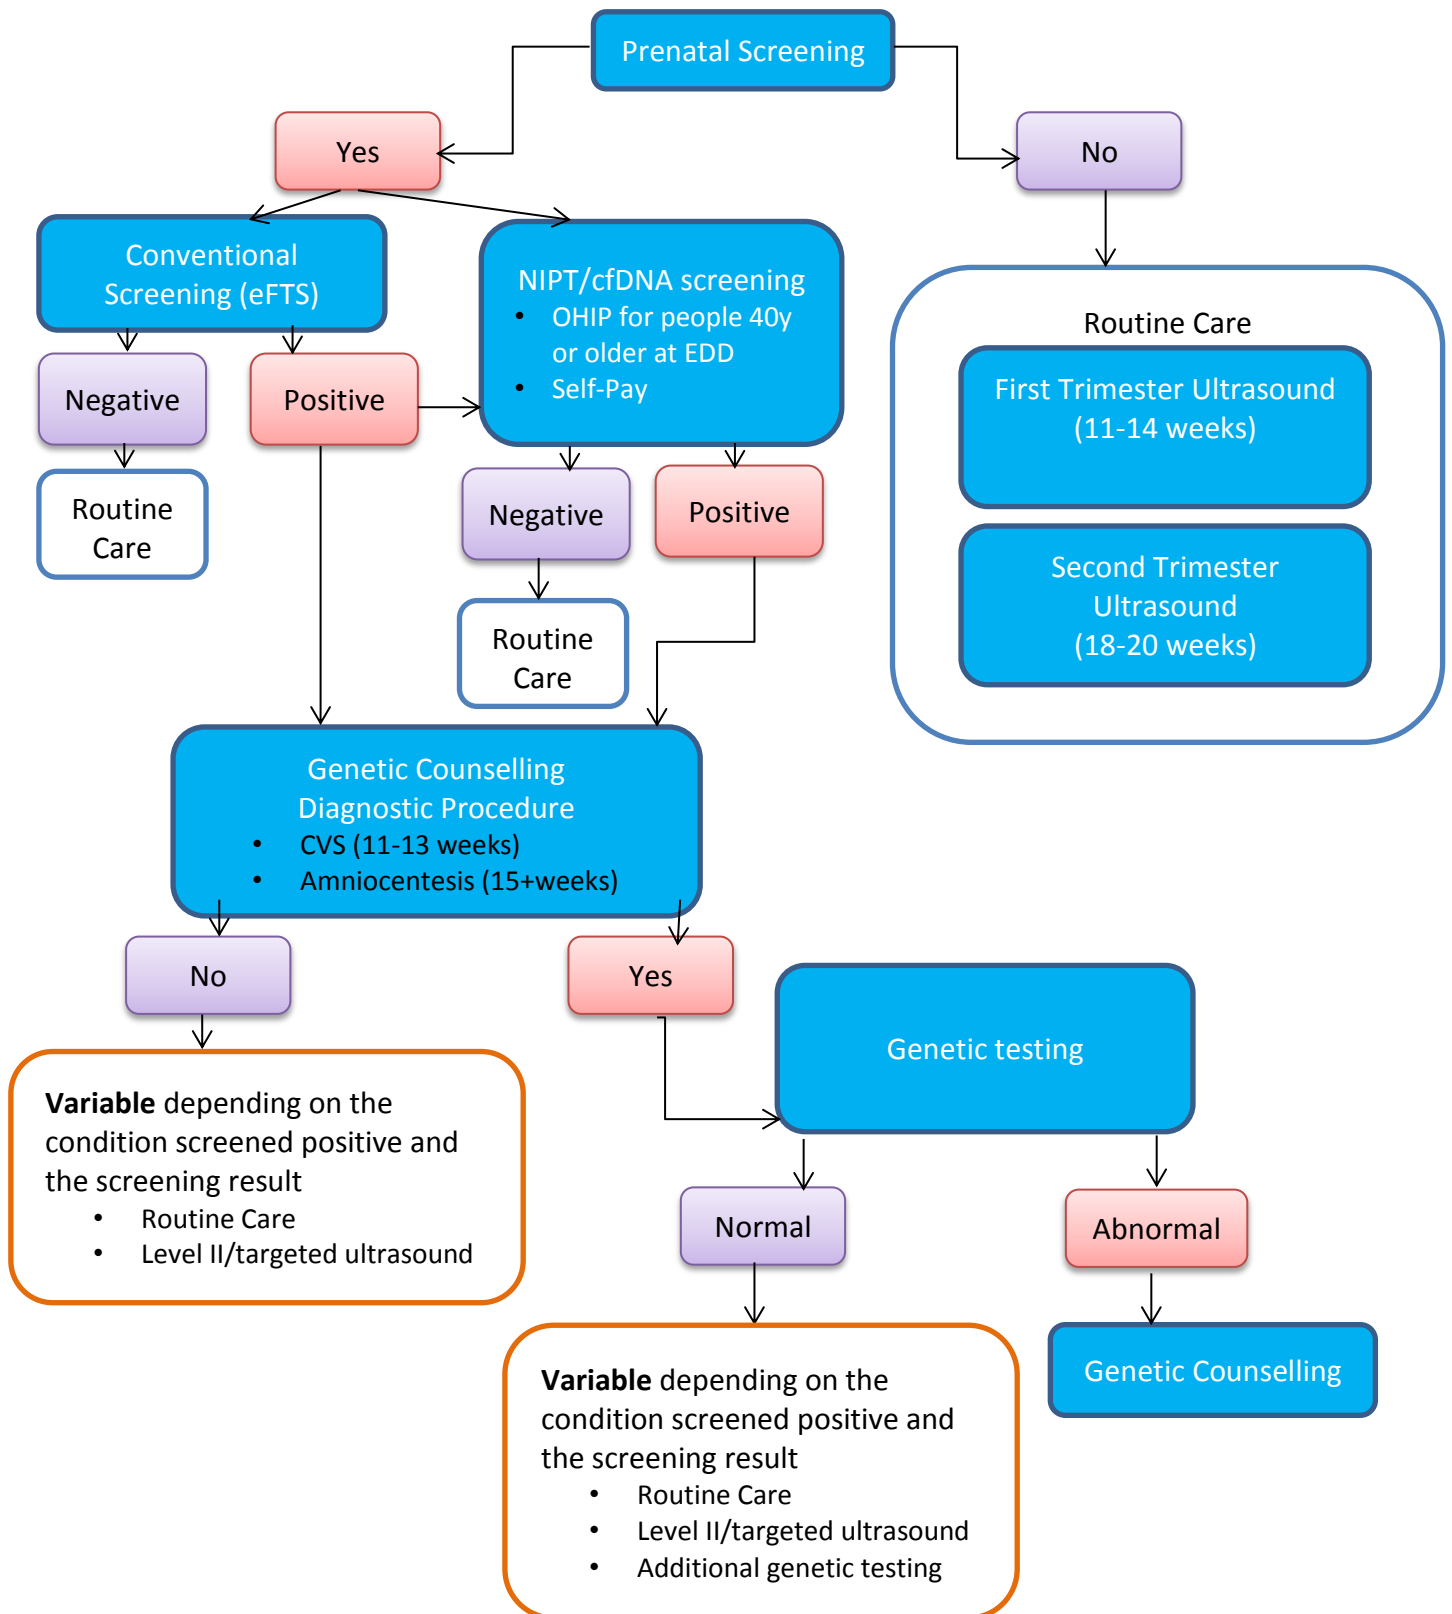 Prenatal Screening
Yes
No
Conventional
Screening (eFTS)
NIPT/cfDNA screening
• OHIP for people 40y
or older at EDD
• Self-Pay
Routine Care
First Trimester Ultrasound
(11-14 weeks)
Second Trimester
Ultrasound
(18-20 weeks)
Negative
Positive
Routine
Care
Negative
Positive
Routine
Care
Genetic Counselling
Diagnostic Procedure
• CVS (11-13 weeks)
• Amniocentesis (15+weeks)
No
Yes
Genetic testing
Variable depending on the
condition screened positive and
the screening result
• Routine Care
• Level II/targeted ultrasound
Normal
Abnormal
Variable depending on the
condition screened positive and
the screening result
• Routine Care
• Level II/targeted ultrasound
• Additional genetic testing
Genetic Counselling